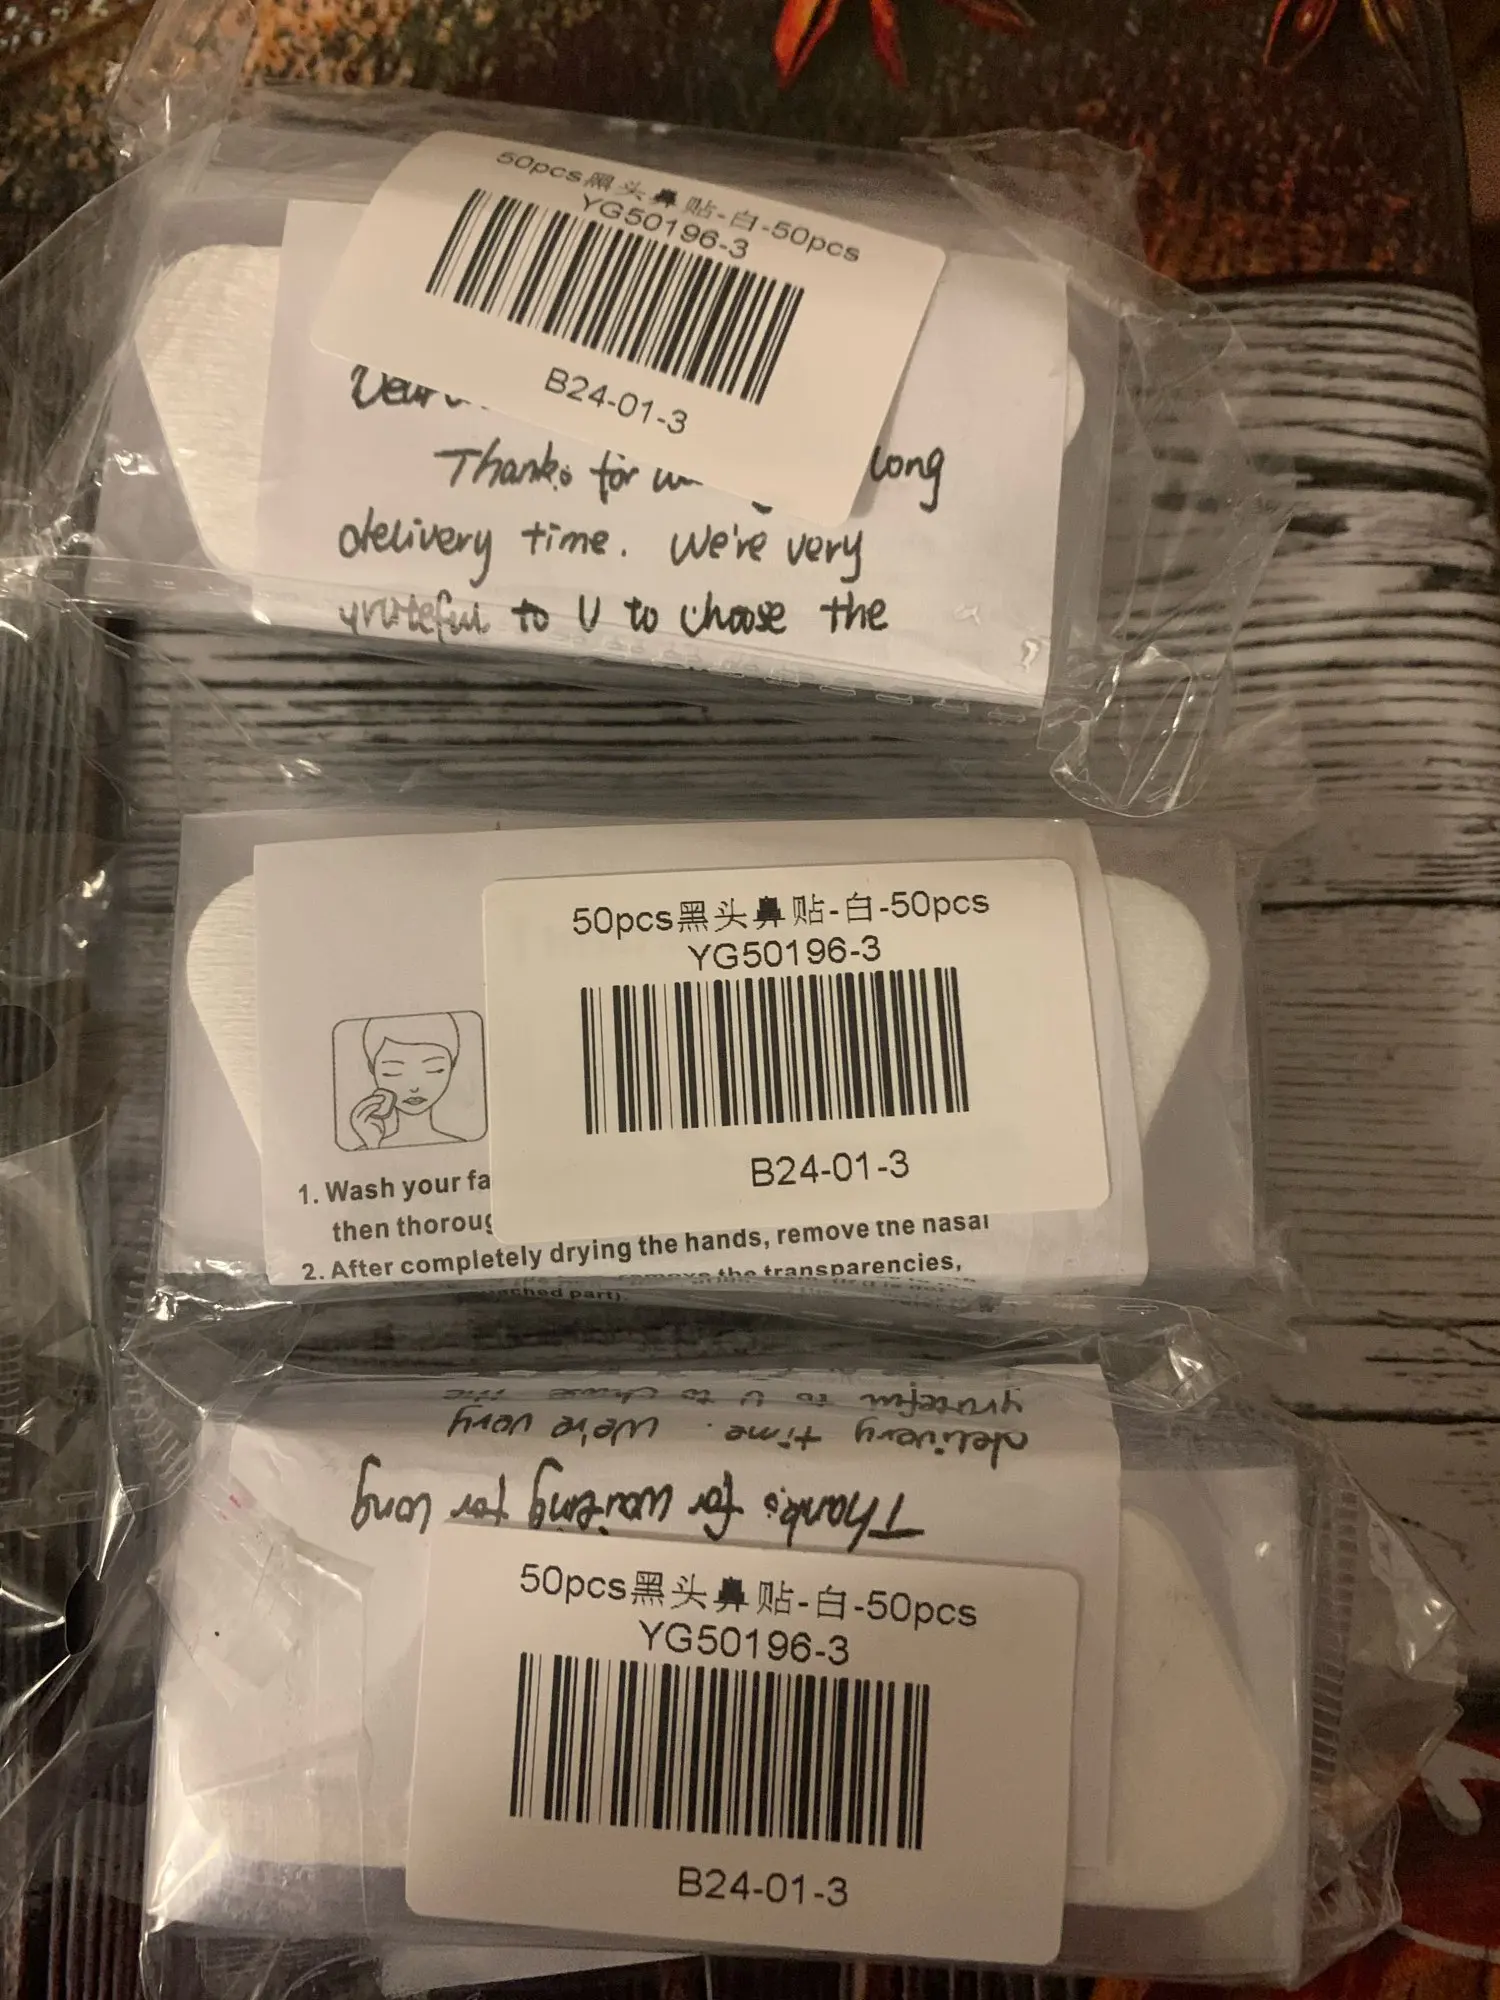 50pcs黑头鼻贴-白-50pcs
YG50196-3
B24-01-3
Thanks for long
delivery time. We're very
grateful to U to choose the
50pcs黑头鼻贴-白-50pcs
YG50196-3
B24-01-3
1. Wash your
then
2. After completely drying the hands, remove the nasal
remove the transparencies,
part).
grateful to U to choose the
delivery time. We're very
Thanks for waiting for long
50pcs黑头鼻贴-白-50pcs
YG50196-3
B24-01-3